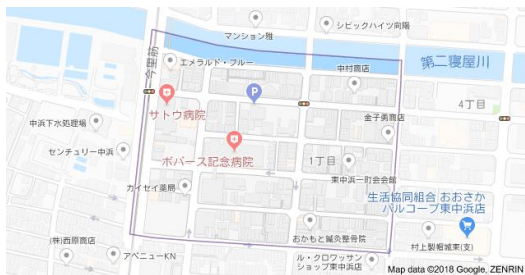 マンション雅
シビックハイツ向陽
エメラルド・ブルー
今里筋
中村商店
第二寝屋川
P
4丁目
サトウ病院
中浜下水処理場
金子勇商店
センチュリー中浜
ボバース記念病院
1丁目
東中浜一町会会館
カイセイ薬局
生活協同組合 おおさか
パルコープ東中浜店
おかもと鍼灸整骨院
(株)西原商店
村上製帽城東(支)
アベニューKN
ル・クロワッサン
ショップ東中浜店
Map data ©2018 Google, ZENRIN